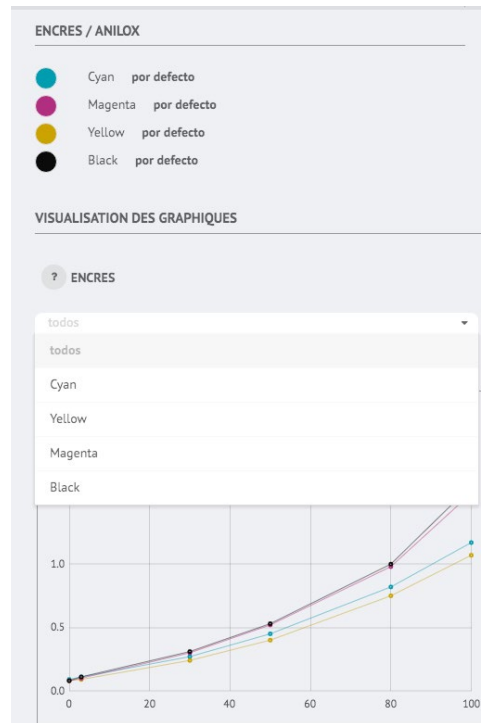 ENCRES / ANILOX
Cyan por defecto
Magenta por defecto
Yellow por defecto
Black por defecto
VISUALISATION DES GRAPHIQUES
? ENCRES
todos
todos
Cyan
Yellow
Magenta
Black
1.0
0.5
0.0
0 20 40 60 80 100